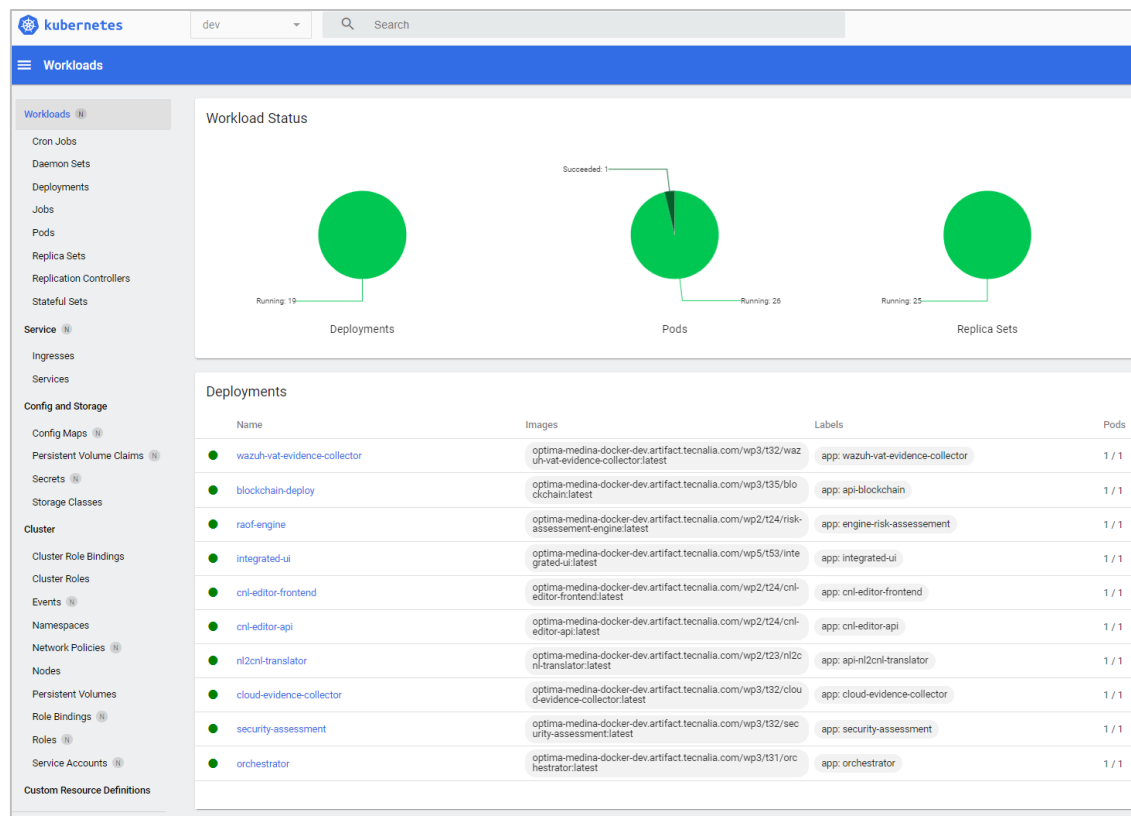 kubernetes
dev
Search
Workloads
Workloads N
Cron Jobs
Daemon Sets
Deployments
Jobs
Pods
Replica Sets
Replication Controllers
Stateful Sets
Service N
Ingresses
Services
Config and Storage
Config Maps N
Persistent Volume Claims N
Secrets N
Storage Classes
Cluster
Cluster Role Bindings
Cluster Roles
Events N
Namespaces
Network Policies N
Nodes
Persistent Volumes
Role Bindings N
Roles N
Service Accounts N
Custom Resource Definitions
Workload Status
Succeeded: 1
Running: 19
Running: 26
Running: 25
Deployments
Pods
Replica Sets
Deployments
Name Images Labels Pods
wazuh-vat-evidence-collector optima-medina-docker-dev.artifact.tecnalia.com/wp3/t32/waz app: wazuh-vat-evidence-collector 1 / 1
uh-vat-evidence-collector:latest
blockchain-deploy optima-medina-docker-dev.artifact.tecnalia.com/wp3/t35/blo app: api-blockchain 1 / 1
ckchain:latest
raof-engine optima-medina-docker-dev.artifact.tecnalia.com/wp2/t24/risk- app: engine-risk-assessement 1 / 1
assessement-engine:latest
integrated-ui optima-medina-docker-dev.artifact.tecnalia.com/wp5/t53/inte app: integrated-ui 1 / 1
grated-ui:latest
cnl-editor-frontend optima-medina-docker-dev.artifact.tecnalia.com/wp2/t24/cnl- app: cnl-editor-frontend 1 / 1
editor-frontend:latest
cnl-editor-api optima-medina-docker-dev.artifact.tecnalia.com/wp2/t24/cnl- app: cnl-editor-api 1 / 1
editor-api:latest
nl2cnl-translator optima-medina-docker-dev.artifact.tecnalia.com/wp2/t23/nl2c app: api-nl2cnl-translator 1 / 1
nl-translator:latest
cloud-evidence-collector optima-medina-docker-dev.artifact.tecnalia.com/wp3/t32/clou app: cloud-evidence-collector 1 / 1
d-evidence-collector:latest
security-assessment optima-medina-docker-dev.artifact.tecnalia.com/wp3/t32/sec app: security-assessment 1 / 1
urity-assessment:latest
orchestrator optima-medina-docker-dev.artifact.tecnalia.com/wp3/t31/orc app: orchestrator 1 / 1
hestrator:latest